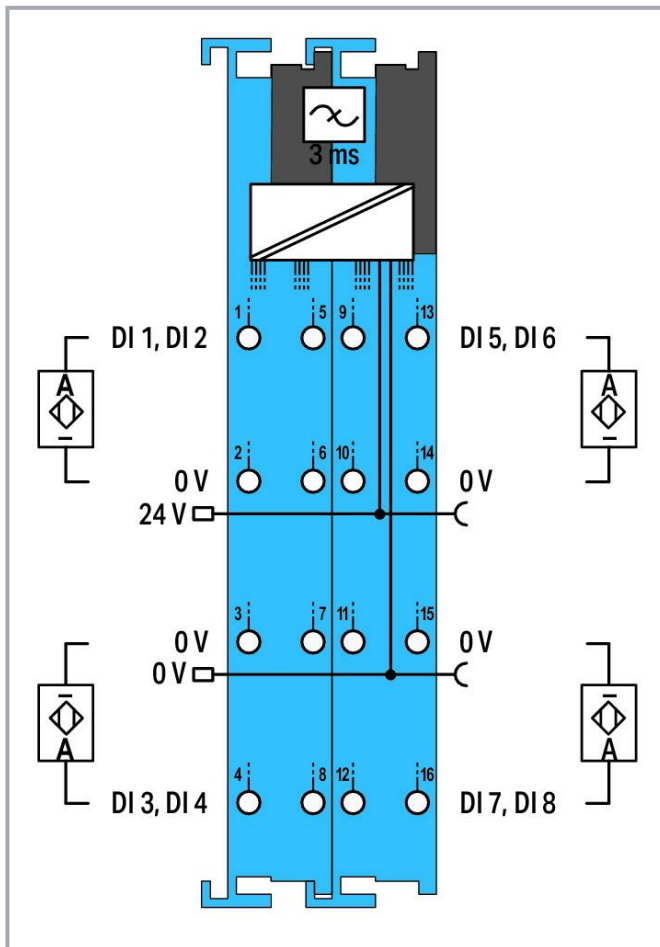 3 ms
1 5 9 13
DI 1, DI 2 DI 5, DI 6
A A
− −
2 6 10 14
0 V 0 V
24 V
3 7 11 15
0 V 0 V
0 V
− −
A A
4 8 12 16
DI 3, DI 4 DI 7, DI 8